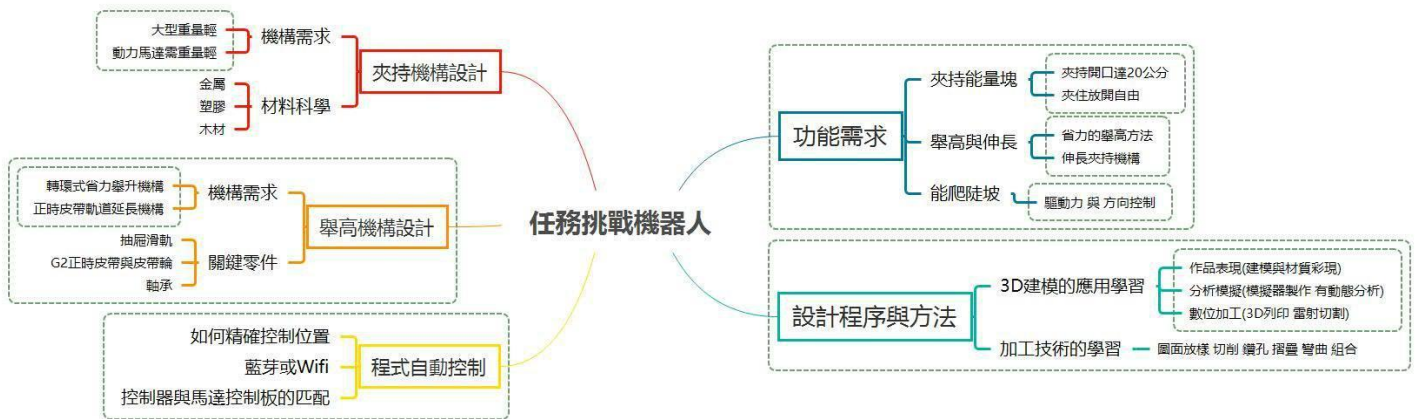 任務挑戰機器人
夾持機構設計
機構需求
大型重量輕
動力馬達需重量輕
材料科學
金屬
塑膠
木材
舉高機構設計
機構需求
轉環式省力舉升機構
正時皮帶軌道延長機構
關鍵零件
抽屜滑軌
G2正時皮帶與皮帶輪
軸承
程式自動控制
如何精確控制位置
藍芽或Wifi
控制器與馬達控制板的匹配
功能需求
夾持能量塊
夾持開口達20公分
夾住放開自由
舉高與伸長
省力的舉高方法
伸長夾持機構
能爬陡坡
驅動力 與 方向控制
設計程序與方法
3D建模的應用學習
作品表現(建模與材質彩現)
分析模擬(模擬器製作 有動態分析)
數位加工(3D列印 雷射切割)
加工技術的學習
圖面放樣 切削 鑽孔 摺疊 彎曲 組合